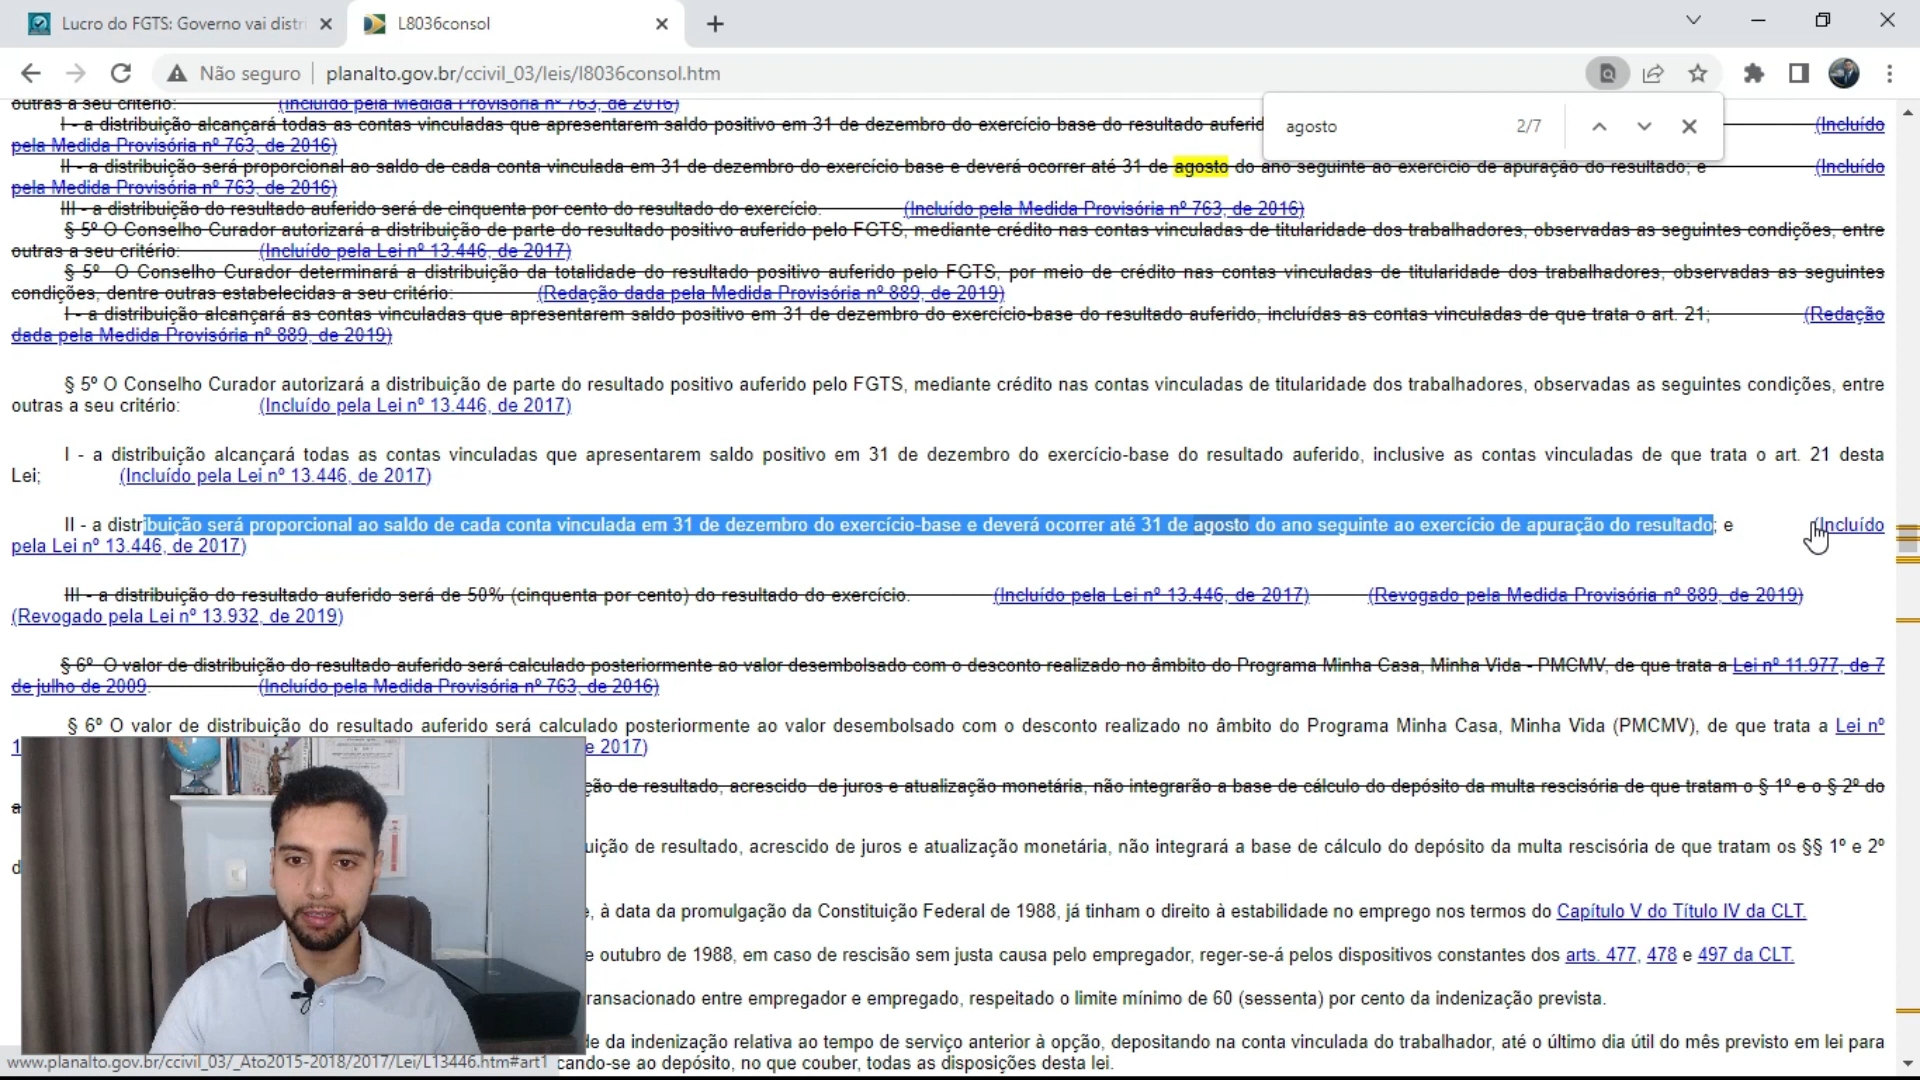 Lucro do FGTS: Governo vai distri
L8036consol
Não seguro
planalto.gov.br/ccivil_03/leis/l8036consol.htm
agosto 2/7
outras a seu critério: (Incluído pela Medida Provisória nº 763, de 2016)
I - a distribuição alcançará todas as contas vinculadas que apresentarem saldo positivo em 31 de dezembro do exercício base do resultado auferid (Incluído
pela Medida Provisória nº 763, de 2016)
II - a distribuição será proporcional ao saldo de cada conta vinculada em 31 de dezembro do exercício base e deverá ocorrer até 31 de agosto do ano seguinte ao exercício de apuração do resultado; e (Incluído
pela Medida Provisória nº 763, de 2016)
III - a distribuição do resultado auferido será de cinquenta por cento do resultado do exercício. (Incluído pela Medida Provisória nº 763, de 2016)
§ 5º O Conselho Curador autorizará a distribuição de parte do resultado positivo auferido pelo FGTS, mediante crédito nas contas vinculadas de titularidade dos trabalhadores, observadas as seguintes condições, entre
outras a seu critério: (Incluído pela Lei nº 13.446, de 2017)
§ 5º O Conselho Curador determinará a distribuição da totalidade do resultado positivo auferido pelo FGTS, por meio de crédito nas contas vinculadas de titularidade dos trabalhadores, observadas as seguintes
condições, dentre outras estabelecidas a seu critério: (Redação dada pela Medida Provisória nº 889, de 2019)
I - a distribuição alcançará as contas vinculadas que apresentarem saldo positivo em 31 de dezembro do exercício-base do resultado auferido, incluídas as contas vinculadas de que trata o art. 21; (Redação
dada pela Medida Provisória nº 889, de 2019)
§ 5º O Conselho Curador autorizará a distribuição de parte do resultado positivo auferido pelo FGTS, mediante crédito nas contas vinculadas de titularidade dos trabalhadores, observadas as seguintes condições, entre
outras a seu critério: (Incluído pela Lei nº 13.446, de 2017)
I - a distribuição alcançará todas as contas vinculadas que apresentarem saldo positivo em 31 de dezembro do exercício-base do resultado auferido, inclusive as contas vinculadas de que trata o art. 21 desta
Lei; (Incluído pela Lei nº 13.446, de 2017)
II - a distribuição será proporcional ao saldo de cada conta vinculada em 31 de dezembro do exercício-base e deverá ocorrer até 31 de agosto do ano seguinte ao exercício de apuração do resultado; e (Incluído
pela Lei nº 13.446, de 2017)
III - a distribuição do resultado auferido será de 50% (cinquenta por cento) do resultado do exercício. (Incluído pela Lei nº 13.446, de 2017) (Revogado pela Medida Provisória nº 889, de 2019)
(Revogado pela Lei nº 13.932, de 2019)
§ 6º O valor de distribuição do resultado auferido será calculado posteriormente ao valor desembolsado com o desconto realizado no âmbito do Programa Minha Casa, Minha Vida - PMCMV, de que trata a Lei nº 11.977, de 7
de julho de 2009. (Incluído pela Medida Provisória nº 763, de 2016)
§ 6º O valor de distribuição do resultado auferido será calculado posteriormente ao valor desembolsado com o desconto realizado no âmbito do Programa Minha Casa, Minha Vida (PMCMV), de que trata a Lei nº
1 e 2017)
ção de resultado, acrescido de juros e atualização monetária, não integrarão a base de cálculo do depósito da multa rescisória de que tratam o § 1º e o § 2º do
a
uição de resultado, acrescido de juros e atualização monetária, não integrará a base de cálculo do depósito da multa rescisória de que tratam os §§ 1º e 2º
d
, à data da promulgação da Constituição Federal de 1988, já tinham o direito à estabilidade no emprego nos termos do Capítulo V do Título IV da CLT.
e outubro de 1988, em caso de rescisão sem justa causa pelo empregador, reger-se-á pelos dispositivos constantes dos arts. 477, 478 e 497 da CLT.
ransacionado entre empregador e empregado, respeitado o limite mínimo de 60 (sessenta) por cento da indenização prevista.
de da indenização relativa ao tempo de serviço anterior à opção, depositando na conta vinculada do trabalhador, até o último dia útil do mês previsto em lei para
cando-se ao depósito, no que couber, todas as disposições desta lei.
www.planalto.gov.br/ccivil_03/_Ato2015-2018/2017/Lei/L13446.htm#art1